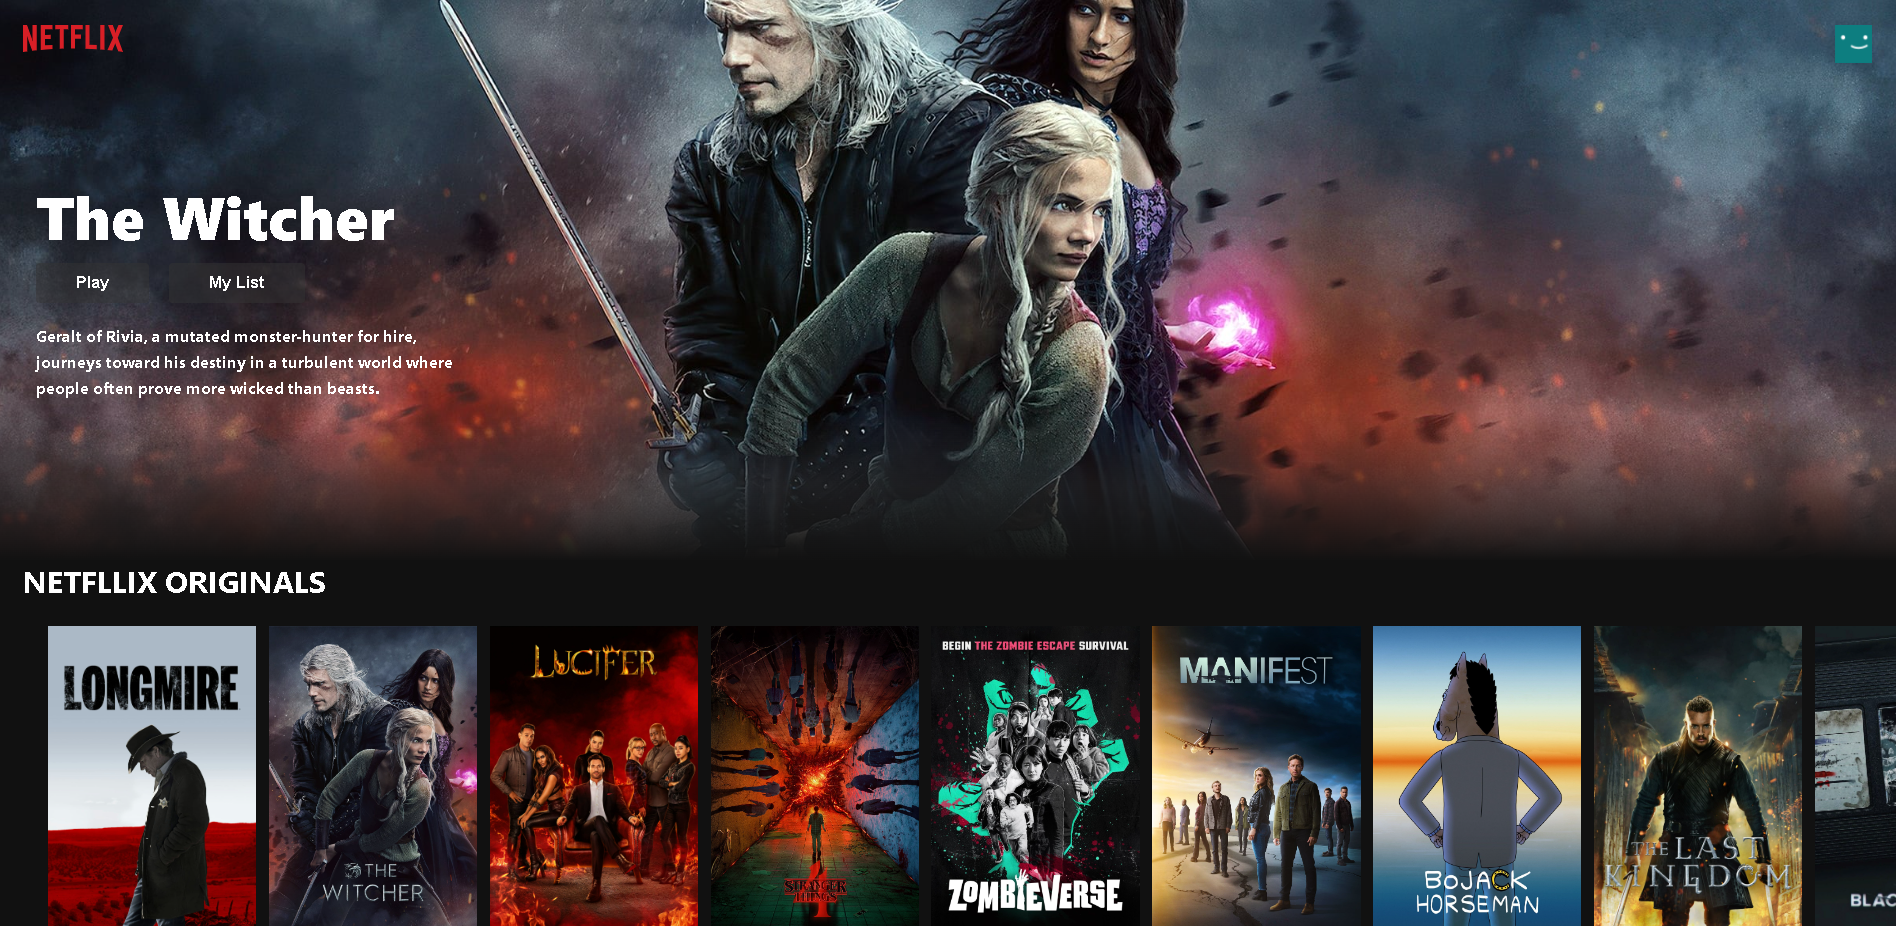 NETFLIX
The Witcher
Play
My List
Geralt of Rivia, a mutated monster-hunter for hire,
journeys toward his destiny in a turbulent world where
people often prove more wicked than beasts.
NETFLLIX ORIGINALS
LONGMIRE
THE
WITCHER
LUCIFER
STRANGER
THINGS
4
BEGIN THE ZOMBIE ESCAPE SURVIVAL
ZOMBIEVERSE
MANIFEST
BOJACK
HORSEMAN
THE LAST
KINGDOM
BLAC